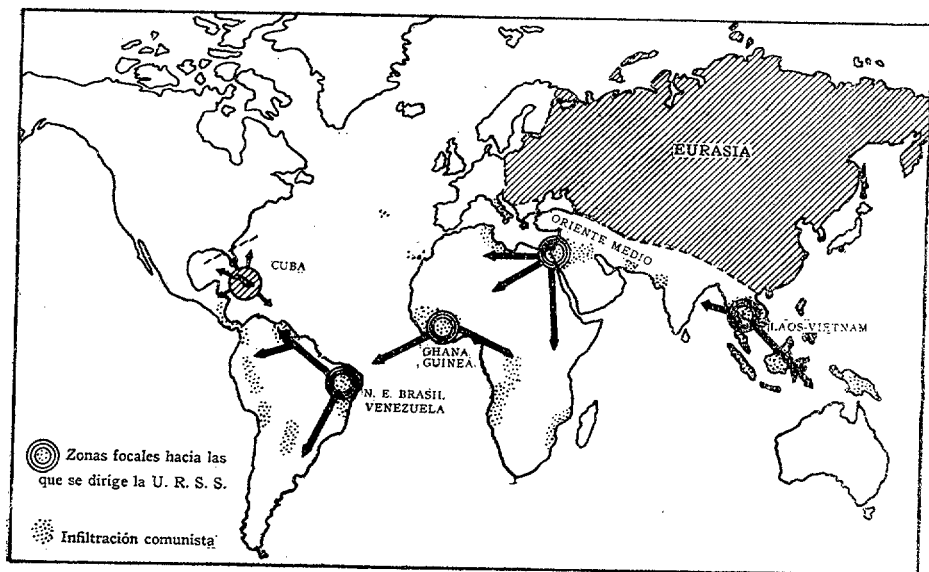 EURASIA
ORIENTE MEDIO
CUBA
LAOS-VIETNAM
GHANA
GUINEA
N. E. BRASIL
VENEZUELA
Zonas focales hacia las
que se dirige la U. R. S. S.
Infiltración comunista